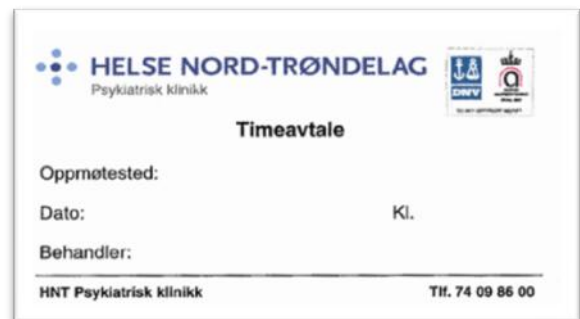 HELSE NORD-TRØNDELAG
Psykiatrisk klinikk
DNV
Timeavtale
Oppmøtested:
Dato: Kl.
Behandler:
HNT Psykiatrisk klinikk Tlf. 74 09 86 00